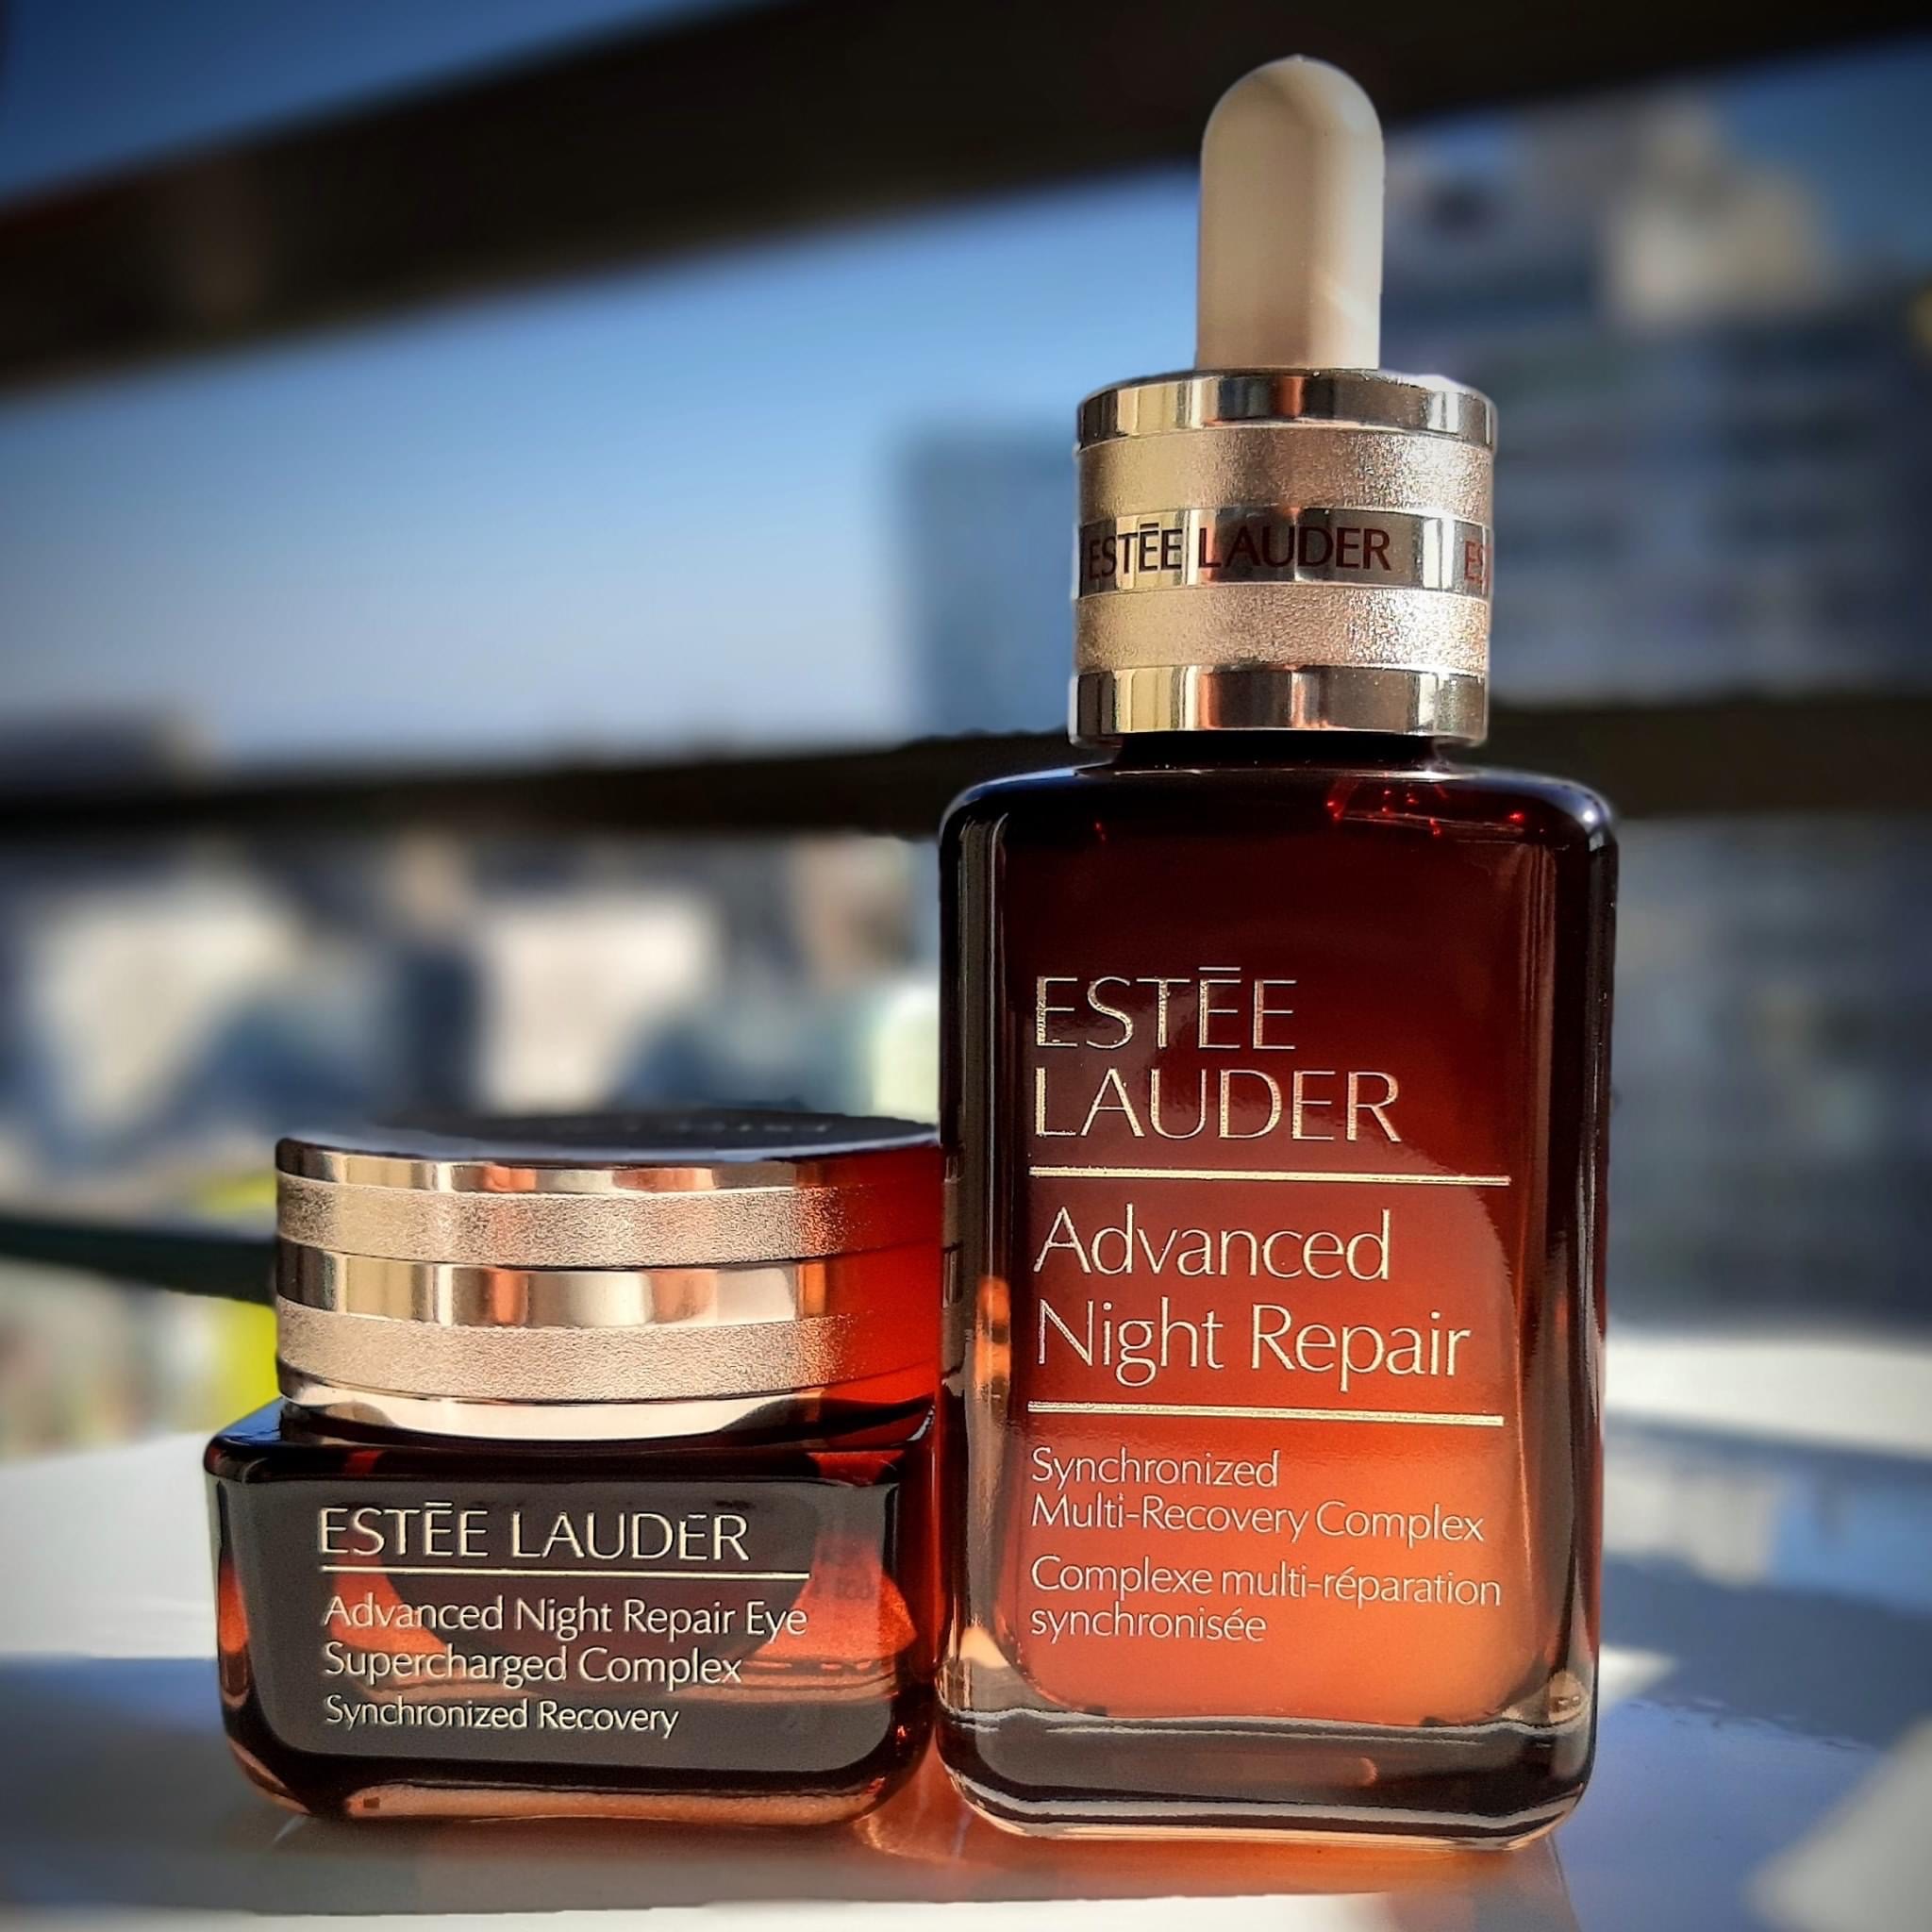 ESTĒE LAUDER
ESTĒE
LAUDER
Advanced
Night Repair
Synchronized
Multi-Recovery Complex
Complexe multi-réparation
synchronisée
ESTĒE LAUDER
Advanced Night Repair Eye
Supercharged Complex
Synchronized Recovery